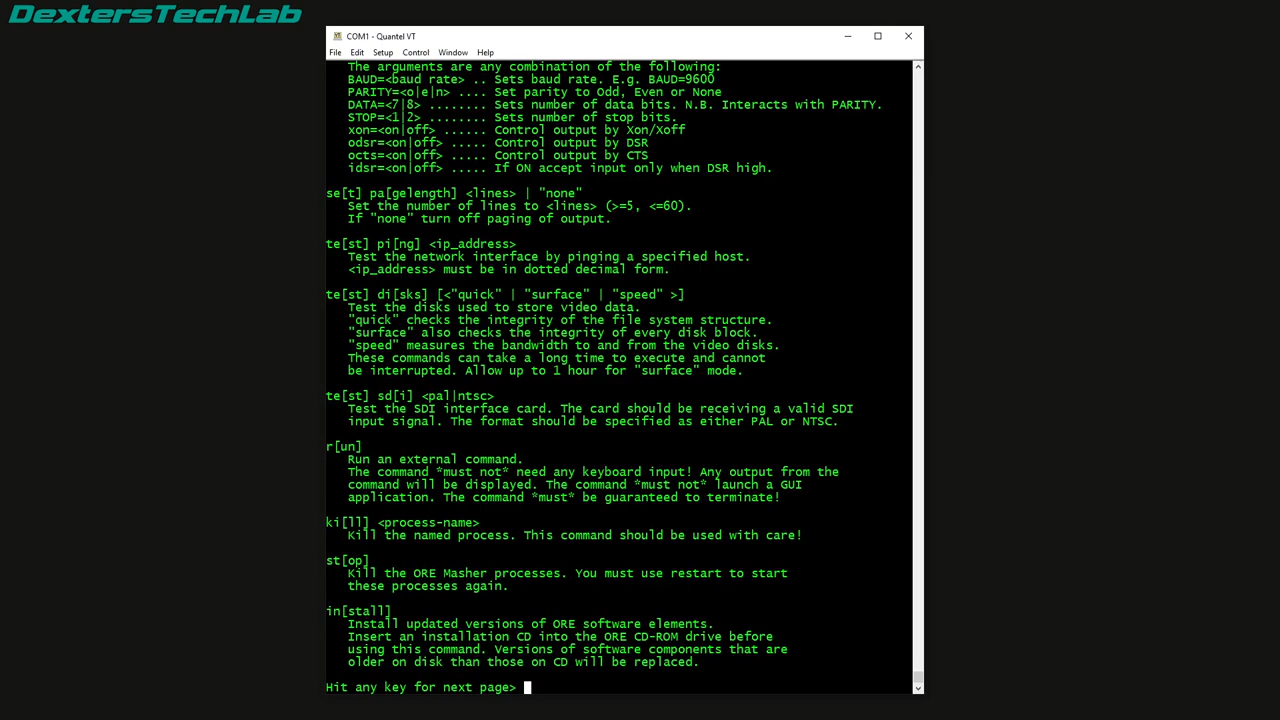 DextersTechLab
COM1 - Quantel VT
File Edit Setup Control Window Help
The arguments are any combination of the following:
BAUD=<baud rate> .. Sets baud rate. E.g. BAUD=9600
PARITY=<o|e|n> .... Set parity to Odd, Even or None
DATA=<7|8> ........ Sets number of data bits. N.B. Interacts with PARITY.
STOP=<1|2> ........ Sets number of stop bits.
xon=<on|off> ...... Control output by Xon/Xoff
odsr=<on|off> ..... Control output by DSR
octs=<on|off> ..... Control output by CTS
idsr=<on|off> ..... If ON accept input only when DSR high.
se[t] pa[gelength] <lines> | "none"
Set the number of lines to <lines> (>=5, <=60).
If "none" turn off paging of output.
te[st] pi[ng] <ip_address>
Test the network interface by pinging a specified host.
<ip_address> must be in dotted decimal form.
te[st] di[sks] [<"quick" | "surface" | "speed" >]
Test the disks used to store video data.
"quick" checks the integrity of the file system structure.
"surface" also checks the integrity of every disk block.
"speed" measures the bandwidth to and from the video disks.
These commands can take a long time to execute and cannot
be interrupted. Allow up to 1 hour for "surface" mode.
te[st] sd[i] <pal|ntsc>
Test the SDI interface card. The card should be receiving a valid SDI
input signal. The format should be specified as either PAL or NTSC.
r[un]
Run an external command.
The command *must not* need any keyboard input! Any output from the
command will be displayed. The command *must not* launch a GUI
application. The command *must* be guaranteed to terminate!
ki[ll] <process-name>
Kill the named process. This command should be used with care!
st[op]
Kill the ORE Masher processes. You must use restart to start
these processes again.
in[stall]
Install updated versions of ORE software elements.
Insert an installation CD into the ORE CD-ROM drive before
using this command. Versions of software components that are
older on disk than those on CD will be replaced.
Hit any key for next page>